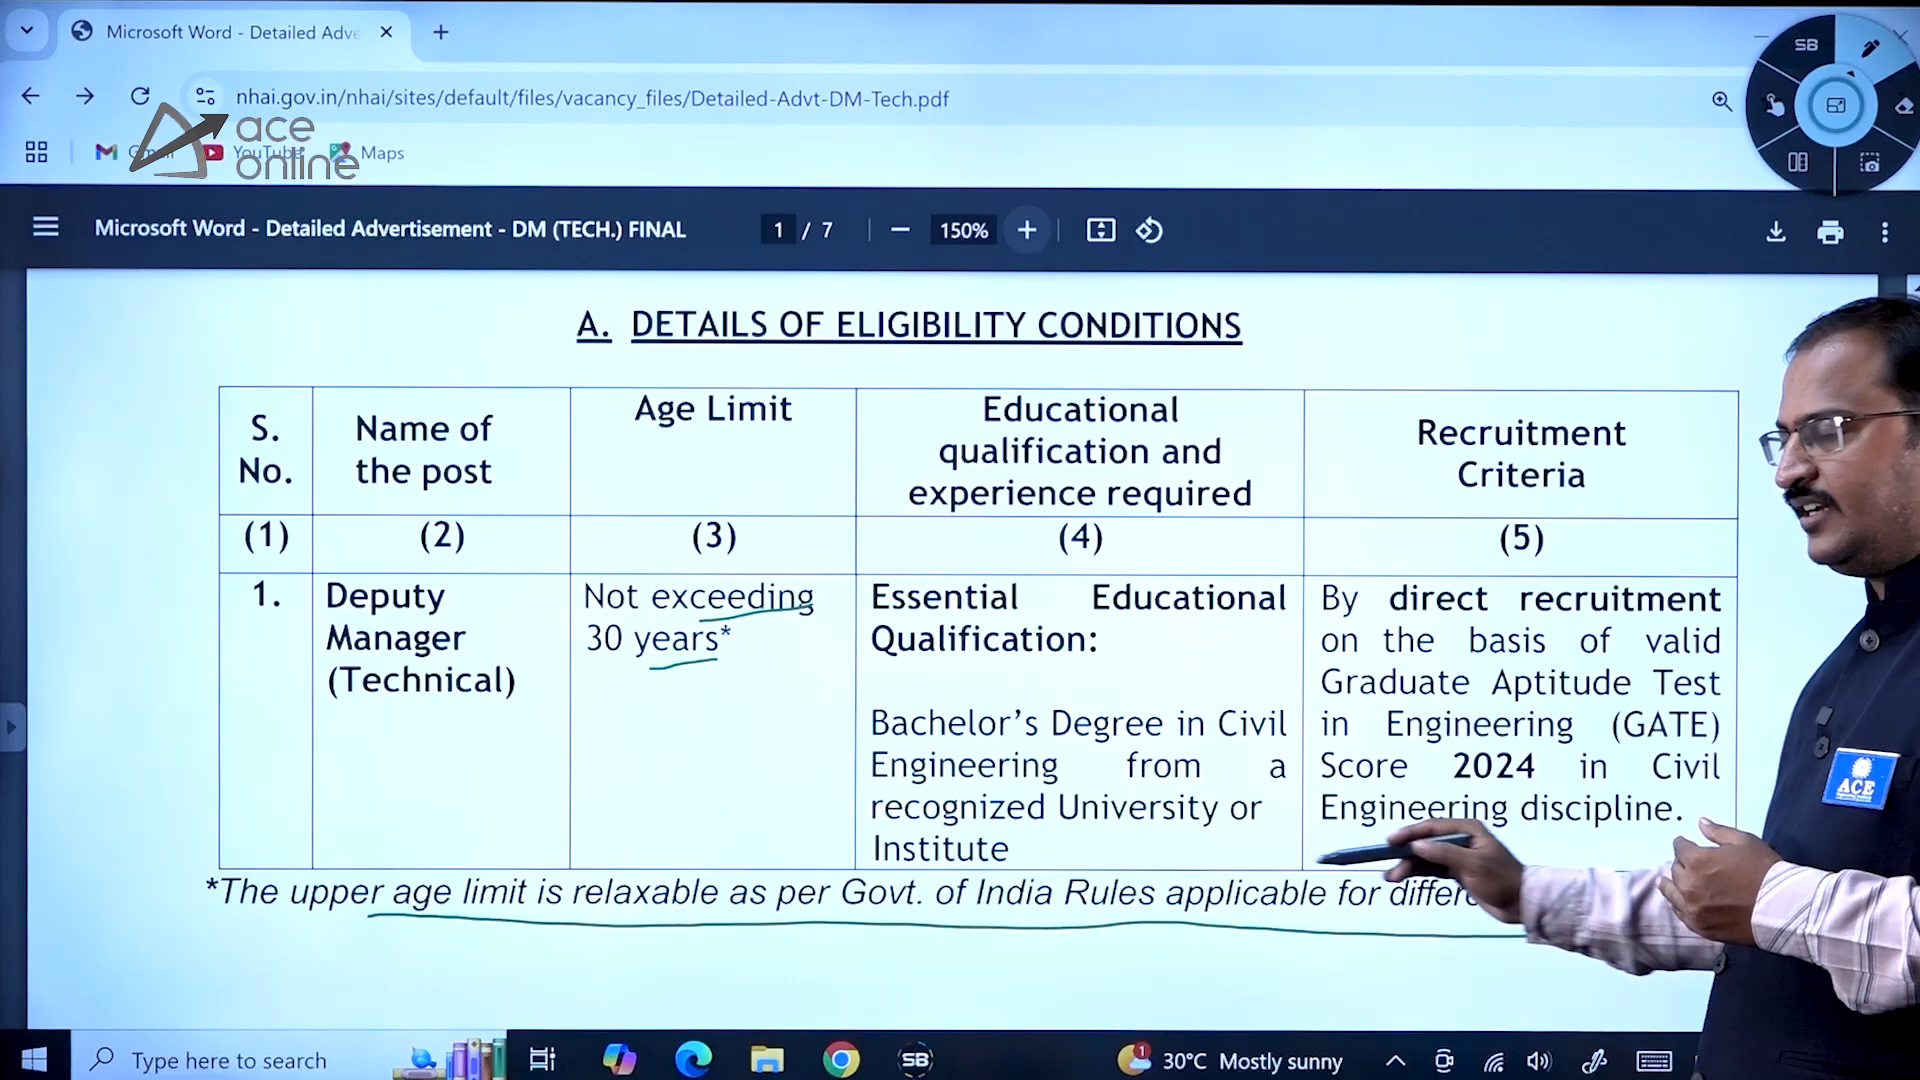 Microsoft Word - Detailed Adve
SB
nhai.gov.in/nhai/sites/default/files/vacancy_files/Detailed-Advt-DM-Tech.pdf
ace
online
YouTube
Maps
Microsoft Word - Detailed Advertisement - DM (TECH.) FINAL
1 / 7
150%
A. DETAILS OF ELIGIBILITY CONDITIONS
S.
No.
Name of
the post
Age Limit
Educational
qualification and
experience required
Recruitment
Criteria
(1)
(2)
(3)
(4)
(5)
1.
Deputy
Manager
(Technical)
Not exceeding
30 years*
Essential Educational
Qualification:
Bachelor's Degree in Civil
Engineering from a
recognized University or
Institute
By direct recruitment
on the basis of valid
Graduate Aptitude Test
in Engineering (GATE)
Score 2024 in Civil
Engineering discipline.
*The upper age limit is relaxable as per Govt. of India Rules applicable for differe
ACE
Type here to search
SB
1
30°C Mostly sunny